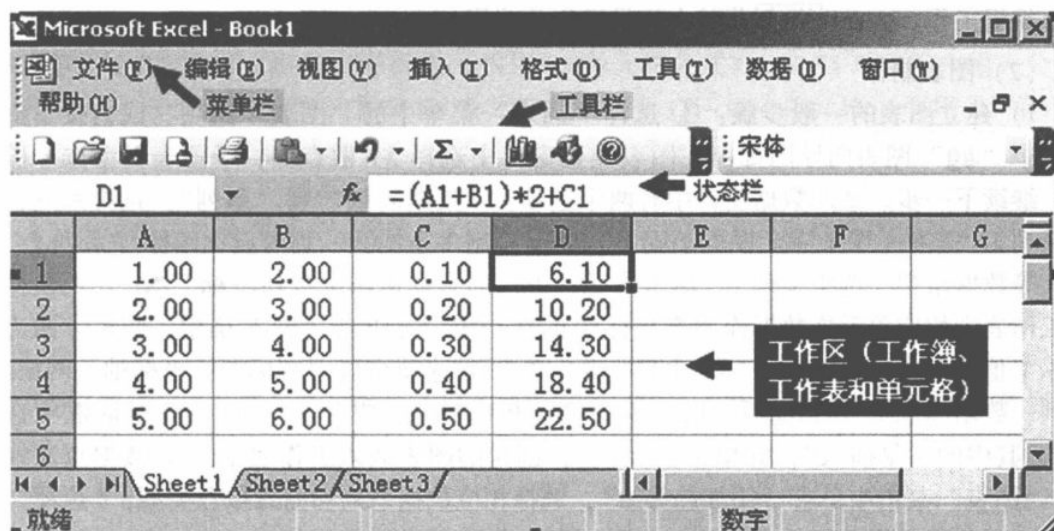 Microsoft Excel - Book1
文件(F) 编辑(E) 视图(V) 插入(I) 格式(O) 工具(T) 数据(D) 窗口(W)
帮助(H) 菜单栏 工具栏
Σ 宋体
D1 fx =(A1+B1)*2+C1 状态栏
A B C D E F G
1 1.00 2.00 0.10 6.10
2 2.00 3.00 0.20 10.20
3 3.00 4.00 0.30 14.30 工作区（工作簿、
4 4.00 5.00 0.40 18.40 工作表和单元格）
5 5.00 6.00 0.50 22.50
6
Sheet1 Sheet2 Sheet3
就绪 数字